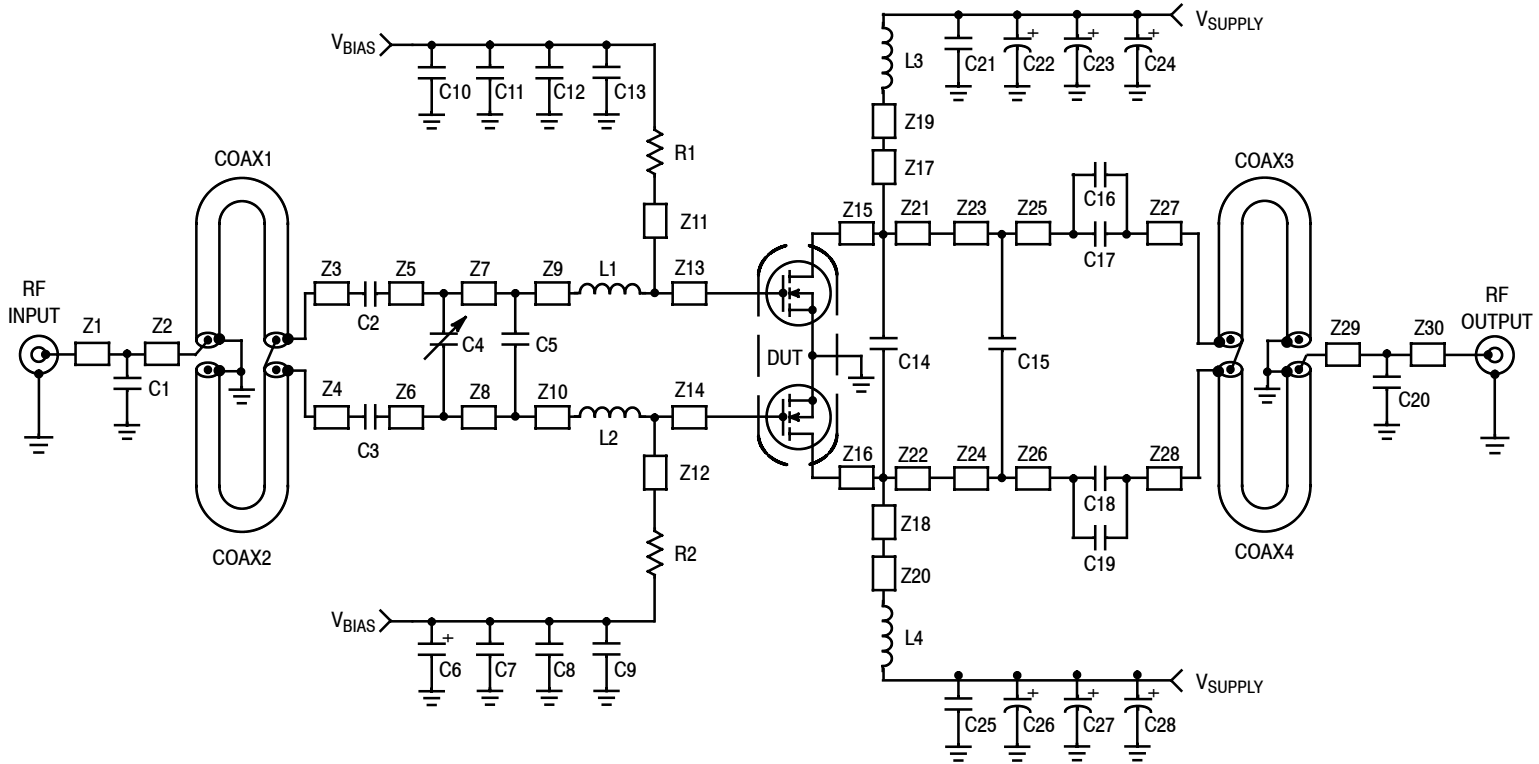 VBIAS
C10 C11 C12 C13
R1
Z11
COAX1
RF
INPUT
Z1 Z2
C1
COAX2
Z3 Z5 Z7 Z9 L1 Z13
C2
C4 C5
Z4 Z6 Z8 Z10 Z14
C3
L2
Z12
R2
VBIAS
+
C6 C7 C8 C9
DUT
VSUPPLY
L3
+ + +
C21 C22 C23 C24
Z19
Z17
C16
Z15 Z21 Z23 Z25 Z27
C17
C14 C15
Z16 Z22 Z24 Z26 Z28
C18
C19
Z18
Z20
L4
VSUPPLY
+ + +
C25 C26 C27 C28
COAX3
COAX4
Z29 Z30
C20
RF
OUTPUT